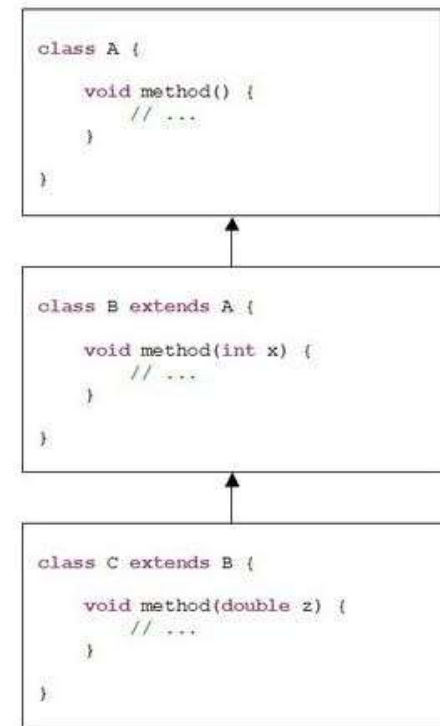 class A {
void method() {
// ...
}
}
class B extends A {
void method(int x) {
// ...
}
}
class C extends B {
void method(double z) {
// ...
}
}